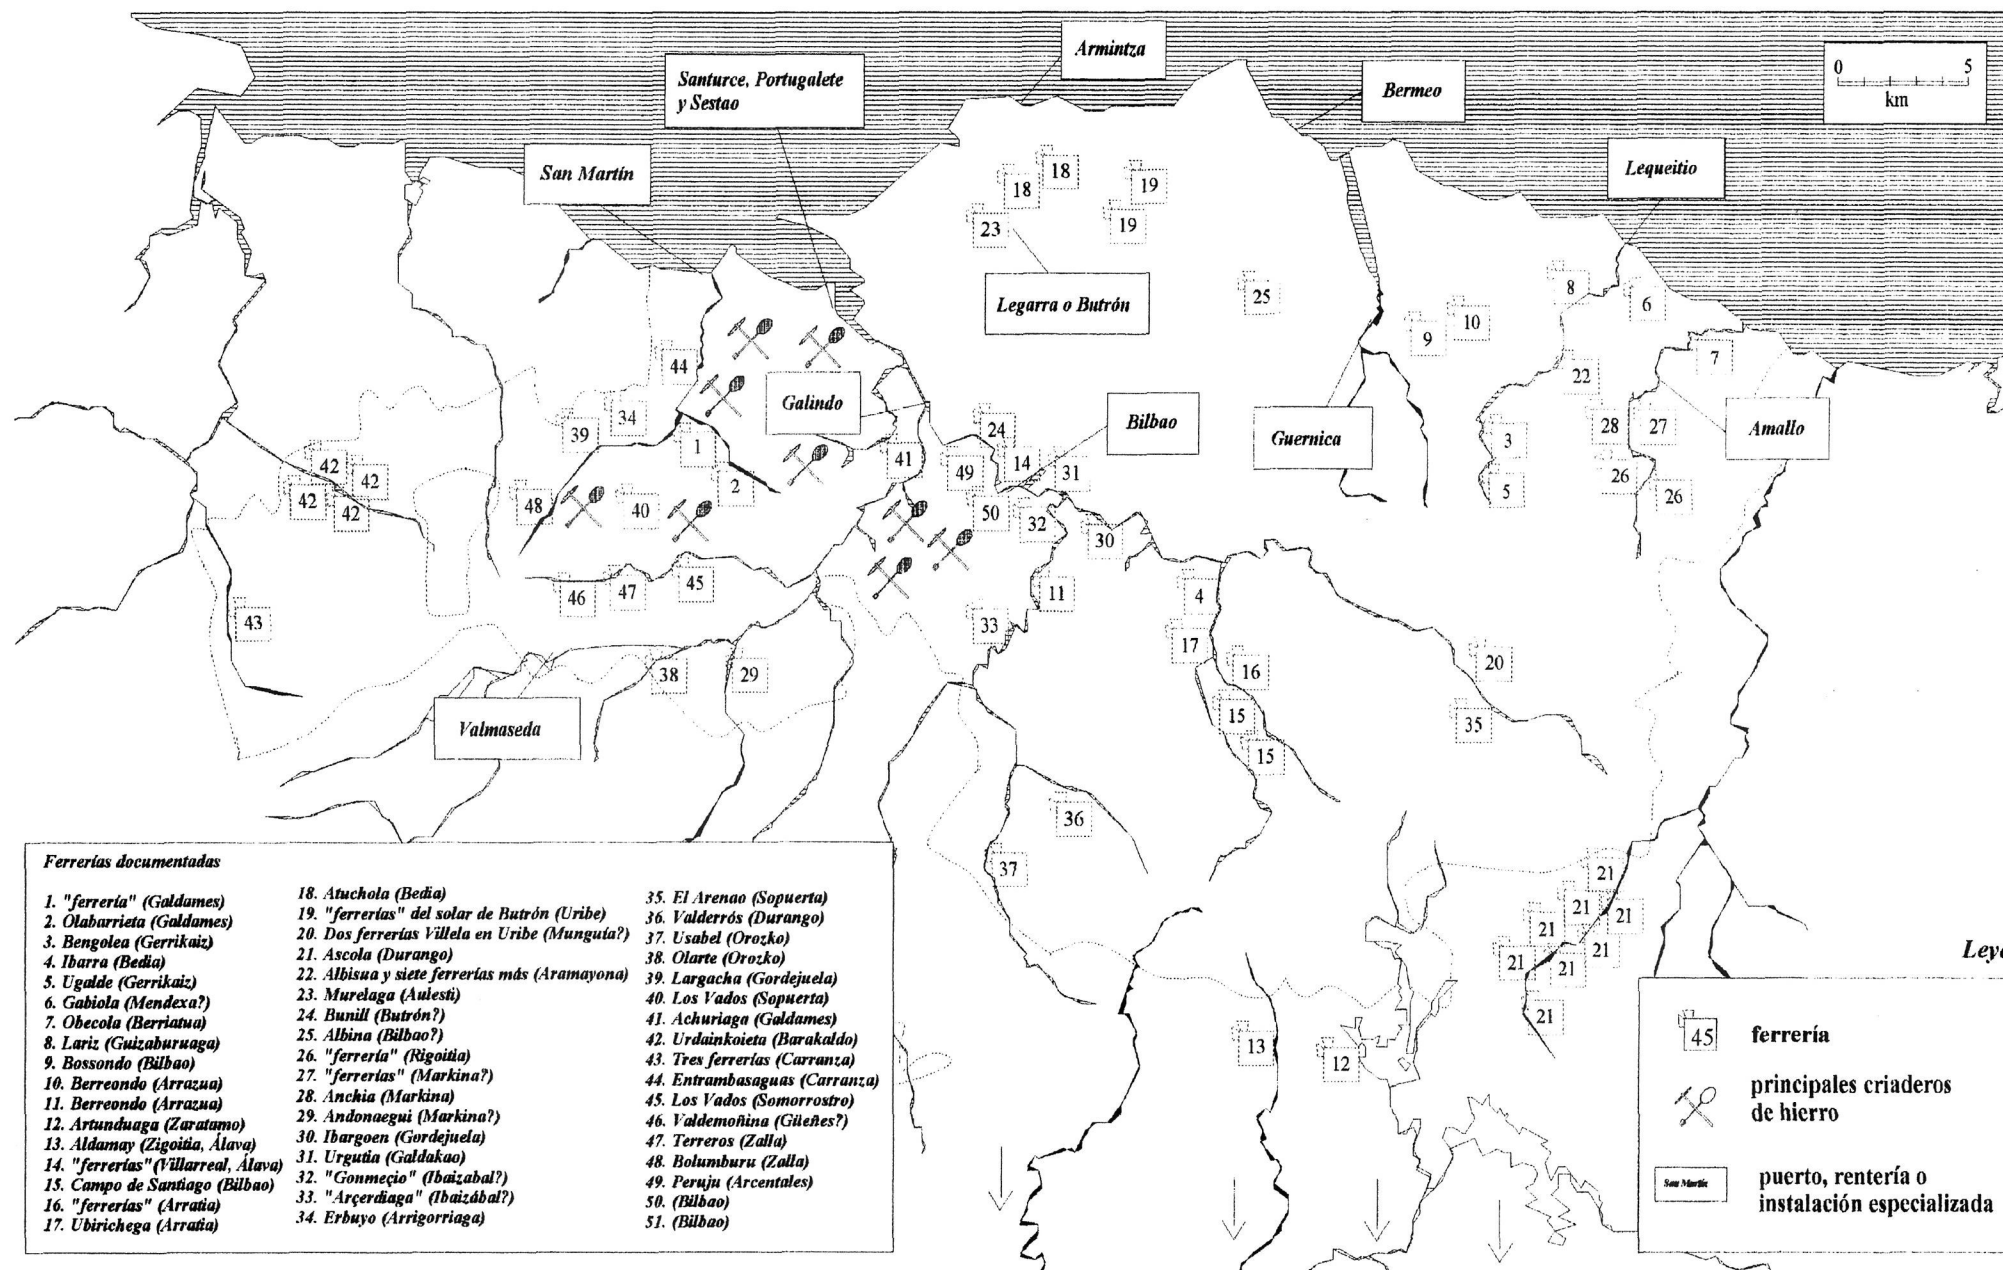 Armintza
Santurce, Portugalete
y Sestao
Bermeo
0 5
km
San Martín
Lequeitio
18
18
19
19
23
Legarra o Butrón
25
8
6
10
9
7
44
22
Galindo
Bilbao
Guernica
Amallo
34
39
1
24
41
49
14
31
3
28
27
26
26
5
42
42
42
42
2
48
40
50
32
30
46
47
45
11
4
43
33
17
16
20
38
29
15
15
35
Valmaseda
36
37
21
21
21
21
21
21
21
21
13
12
Ferrerías documentadas
1. "ferrería" (Galdames)
2. Olabarrieta (Galdames)
3. Bengolea (Gerrikaiz)
4. Ibarra (Bedia)
5. Ugalde (Gerrikaiz)
6. Gabiola (Mendexa?)
7. Obecola (Berriatua)
8. Lariz (Guizaburuaga)
9. Bossondo (Bilbao)
10. Berreondo (Arrazua)
11. Berreondo (Arrazua)
12. Artunduaga (Zaratamo)
13. Aldamay (Zigoitia, Álava)
14. "ferrerías" (Villarreal, Álava)
15. Campo de Santiago (Bilbao)
16. "ferrerías" (Arratia)
17. Ubirichega (Arratia)
18. Atuchola (Bedia)
19. "ferrerías" del solar de Butrón (Uribe)
20. Dos ferrerías Villela en Uribe (Munguía?)
21. Ascola (Durango)
22. Albisua y siete ferrerías más (Aramayona)
23. Murelaga (Aulesti)
24. Bunill (Butrón?)
25. Albina (Bilbao?)
26. "ferrería" (Rigoitia)
27. "ferrerías" (Markina?)
28. Anchia (Markina)
29. Andonaegui (Markina?)
30. Ibargoen (Gordejuela)
31. Urgutia (Galdakao)
32. "Gonmeçio" (Ibaizabal?)
33. "Arçerdiaga" (Ibaizábal?)
34. Erbuyo (Arrigorriaga)
35. El Arenao (Sopuerta)
36. Valderrós (Durango)
37. Usabel (Orozko)
38. Olarte (Orozko)
39. Largacha (Gordejuela)
40. Los Vados (Sopuerta)
41. Achuriaga (Galdames)
42. Urdainkoieta (Barakaldo)
43. Tres ferrerías (Carranza)
44. Entrambasaguas (Carranza)
45. Los Vados (Somorrostro)
46. Valdemoñina (Güeñes?)
47. Terreros (Zalla)
48. Bolumburu (Zalla)
49. Peruju (Arcentales)
50. (Bilbao)
51. (Bilbao)
Leye
45 ferrería
principales criaderos
de hierro
San Martín
puerto, rentería o
instalación especializada